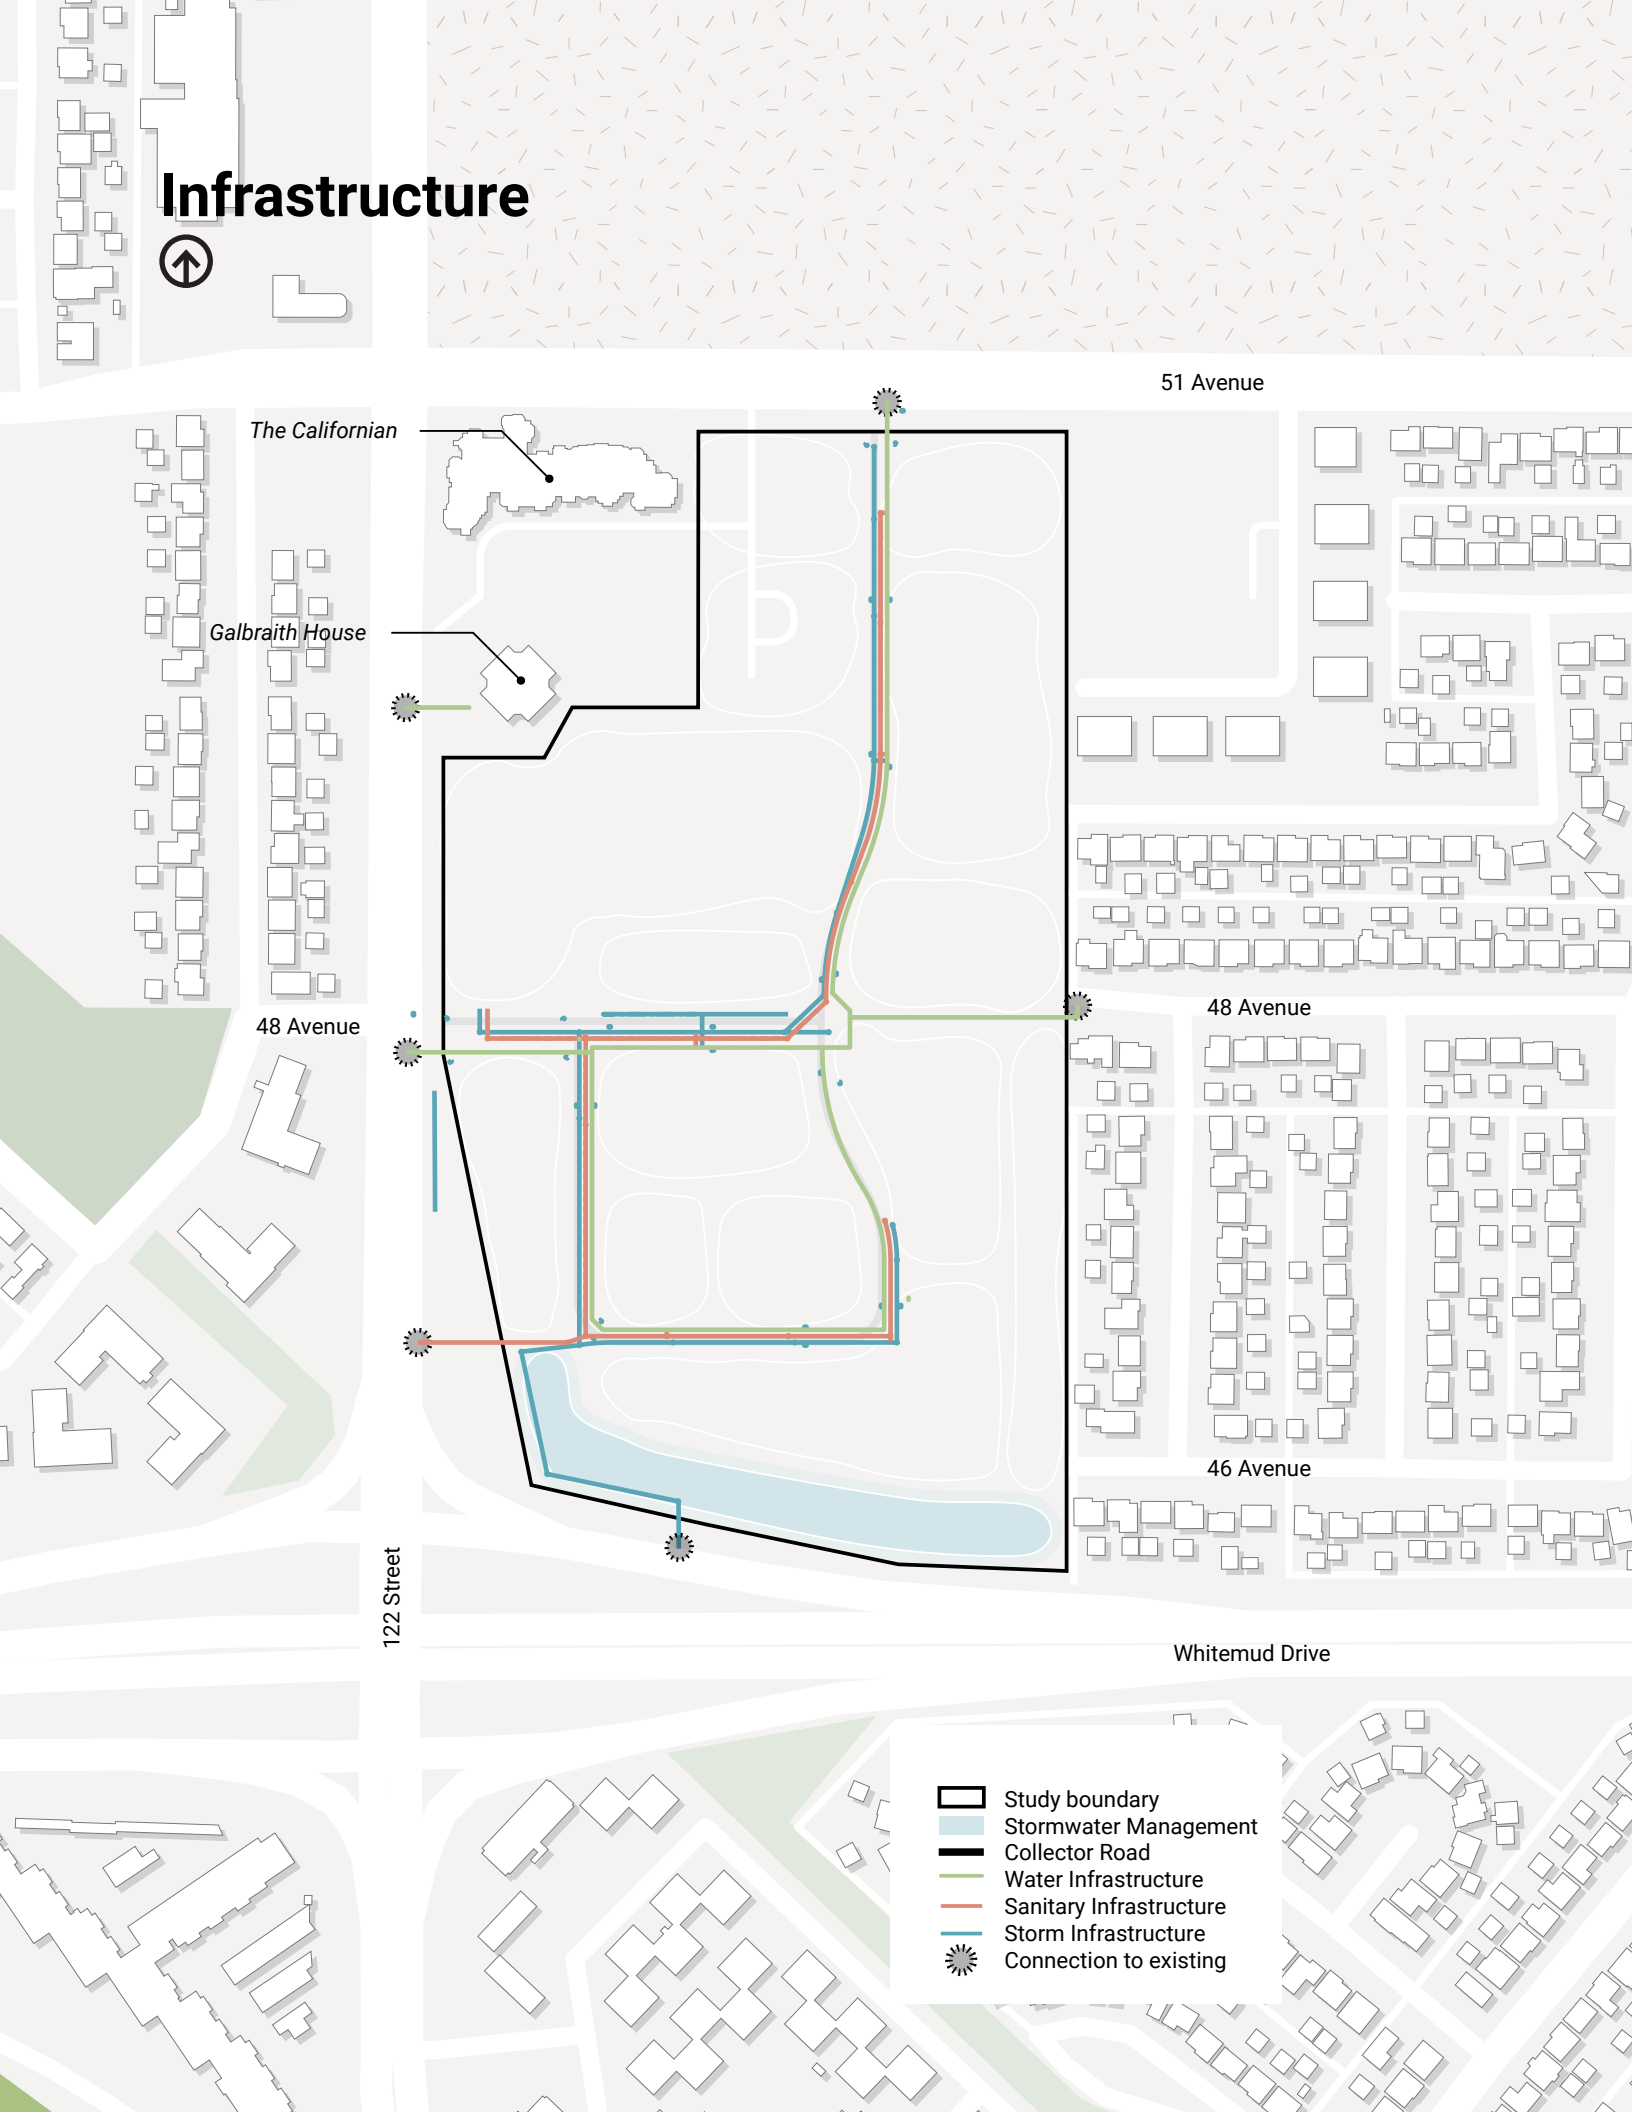 Infrastructure
51 Avenue
The Californian
Galbraith House
48 Avenue
48 Avenue
46 Avenue
122 Street
Whitemud Drive
Study boundary
Stormwater Management
Collector Road
Water Infrastructure
Sanitary Infrastructure
Storm Infrastructure
Connection to existing